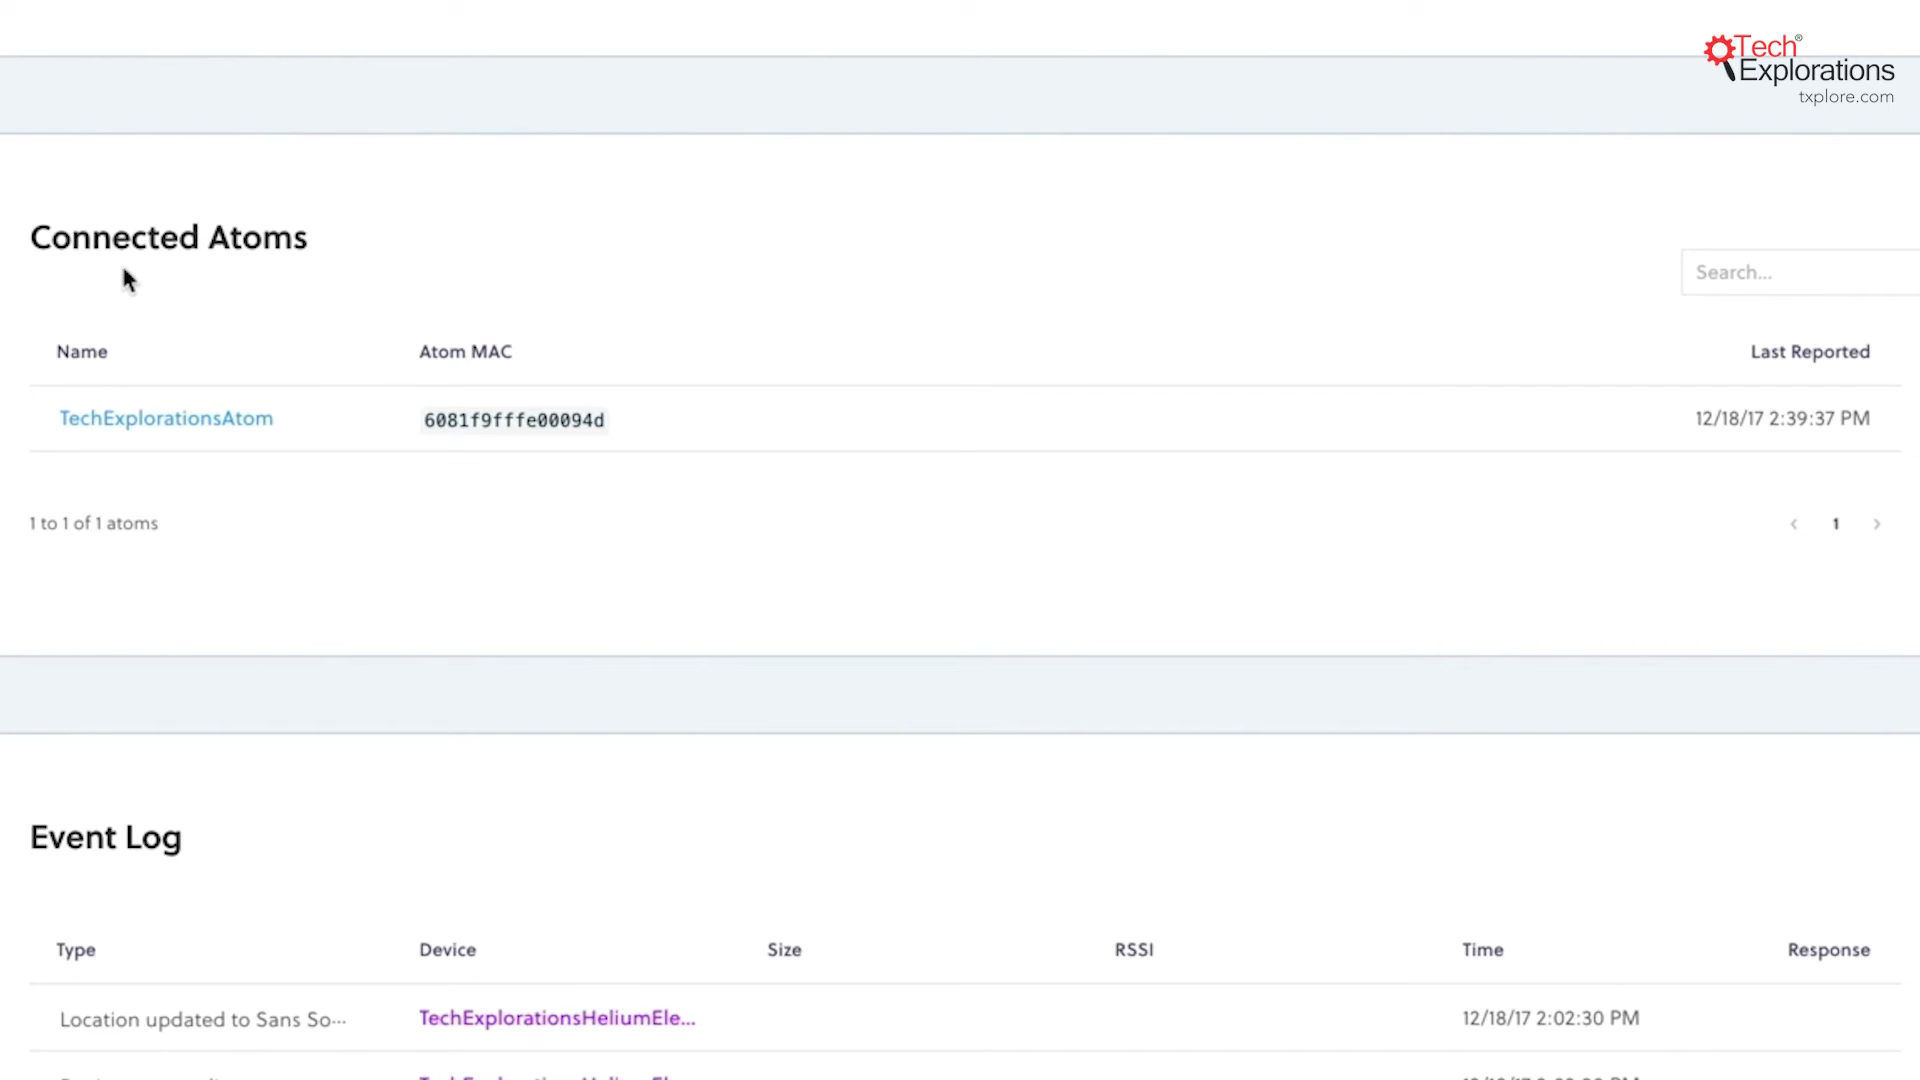 Tech®
Explorations
txplore.com
Connected Atoms
Search...
Name Atom MAC Last Reported
TechExplorationsAtom 6081f9fffe00094d 12/18/17 2:39:37 PM
1 to 1 of 1 atoms < 1 >
Event Log
Type Device Size RSSI Time Response
Location updated to Sans So... TechExplorationsHeliumEle... 12/18/17 2:02:30 PM